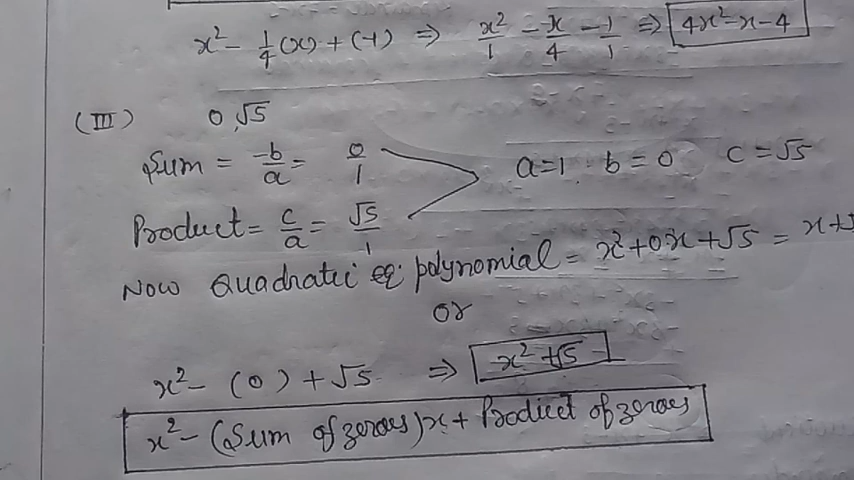 x² - 1/4 (x) + (-1) ⇒ x²/1 - x/4 - 1/1 ⇒ 4x² - x - 4
(III) 0, √5
Sum = -b/a = 0/1
a=1 b=0 c=√5
Product = c/a = √5/1
Now Quadratic polynomial = x² + 0x + √5 =
or
x² - (0) + √5 ⇒ x² + √5
x² - (Sum of zeroes)x + Product of zeroes